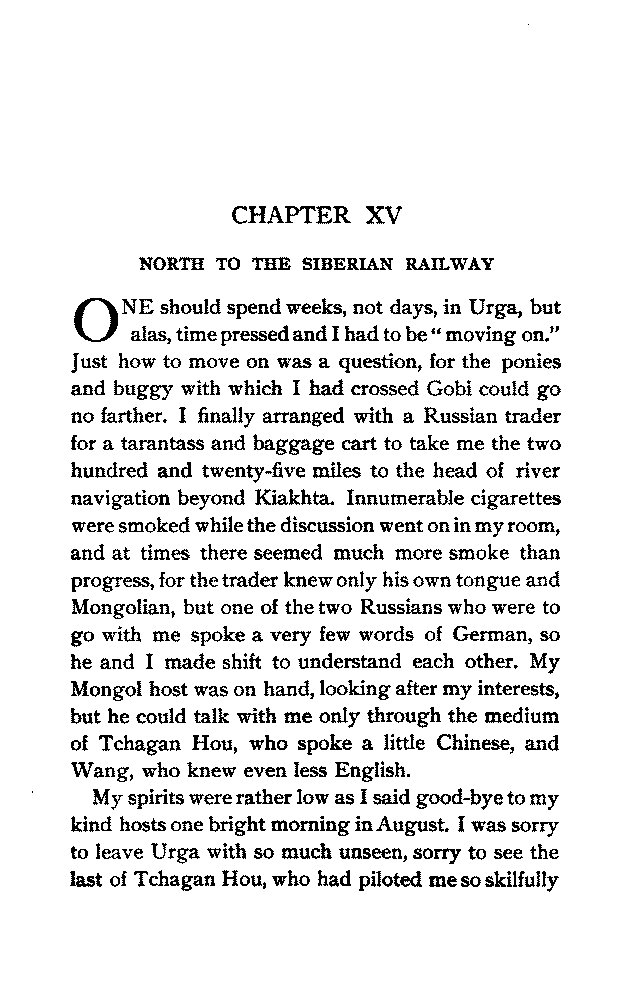 CHAPTER XV
NORTH TO THE SIBERIAN RAILWAY
ONE should spend weeks, not days, in Urga, but
alas, time pressed and I had to be "moving on."
Just how to move on was a question, for the ponies
and buggy with which I had crossed Gobi could go
no farther. I finally arranged with a Russian trader
for a tarantass and baggage cart to take me the two
hundred and twenty-five miles to the head of river
navigation beyond Kiakhta. Innumerable cigarettes
were smoked while the discussion went on in my room,
and at times there seemed much more smoke than
progress, for the trader knew only his own tongue and
Mongolian, but one of the two Russians who were to
go with me spoke a very few words of German, so
he and I made shift to understand each other. My
Mongol host was on hand, looking after my interests,
but he could talk with me only through the medium
of Tchagan Hou, who spoke a little Chinese, and
Wang, who knew even less English.
My spirits were rather low as I said good-bye to my
kind hosts one bright morning in August. I was sorry
to leave Urga with so much unseen, sorry to see the
last of Tchagan Hou, who had piloted me so skilfully